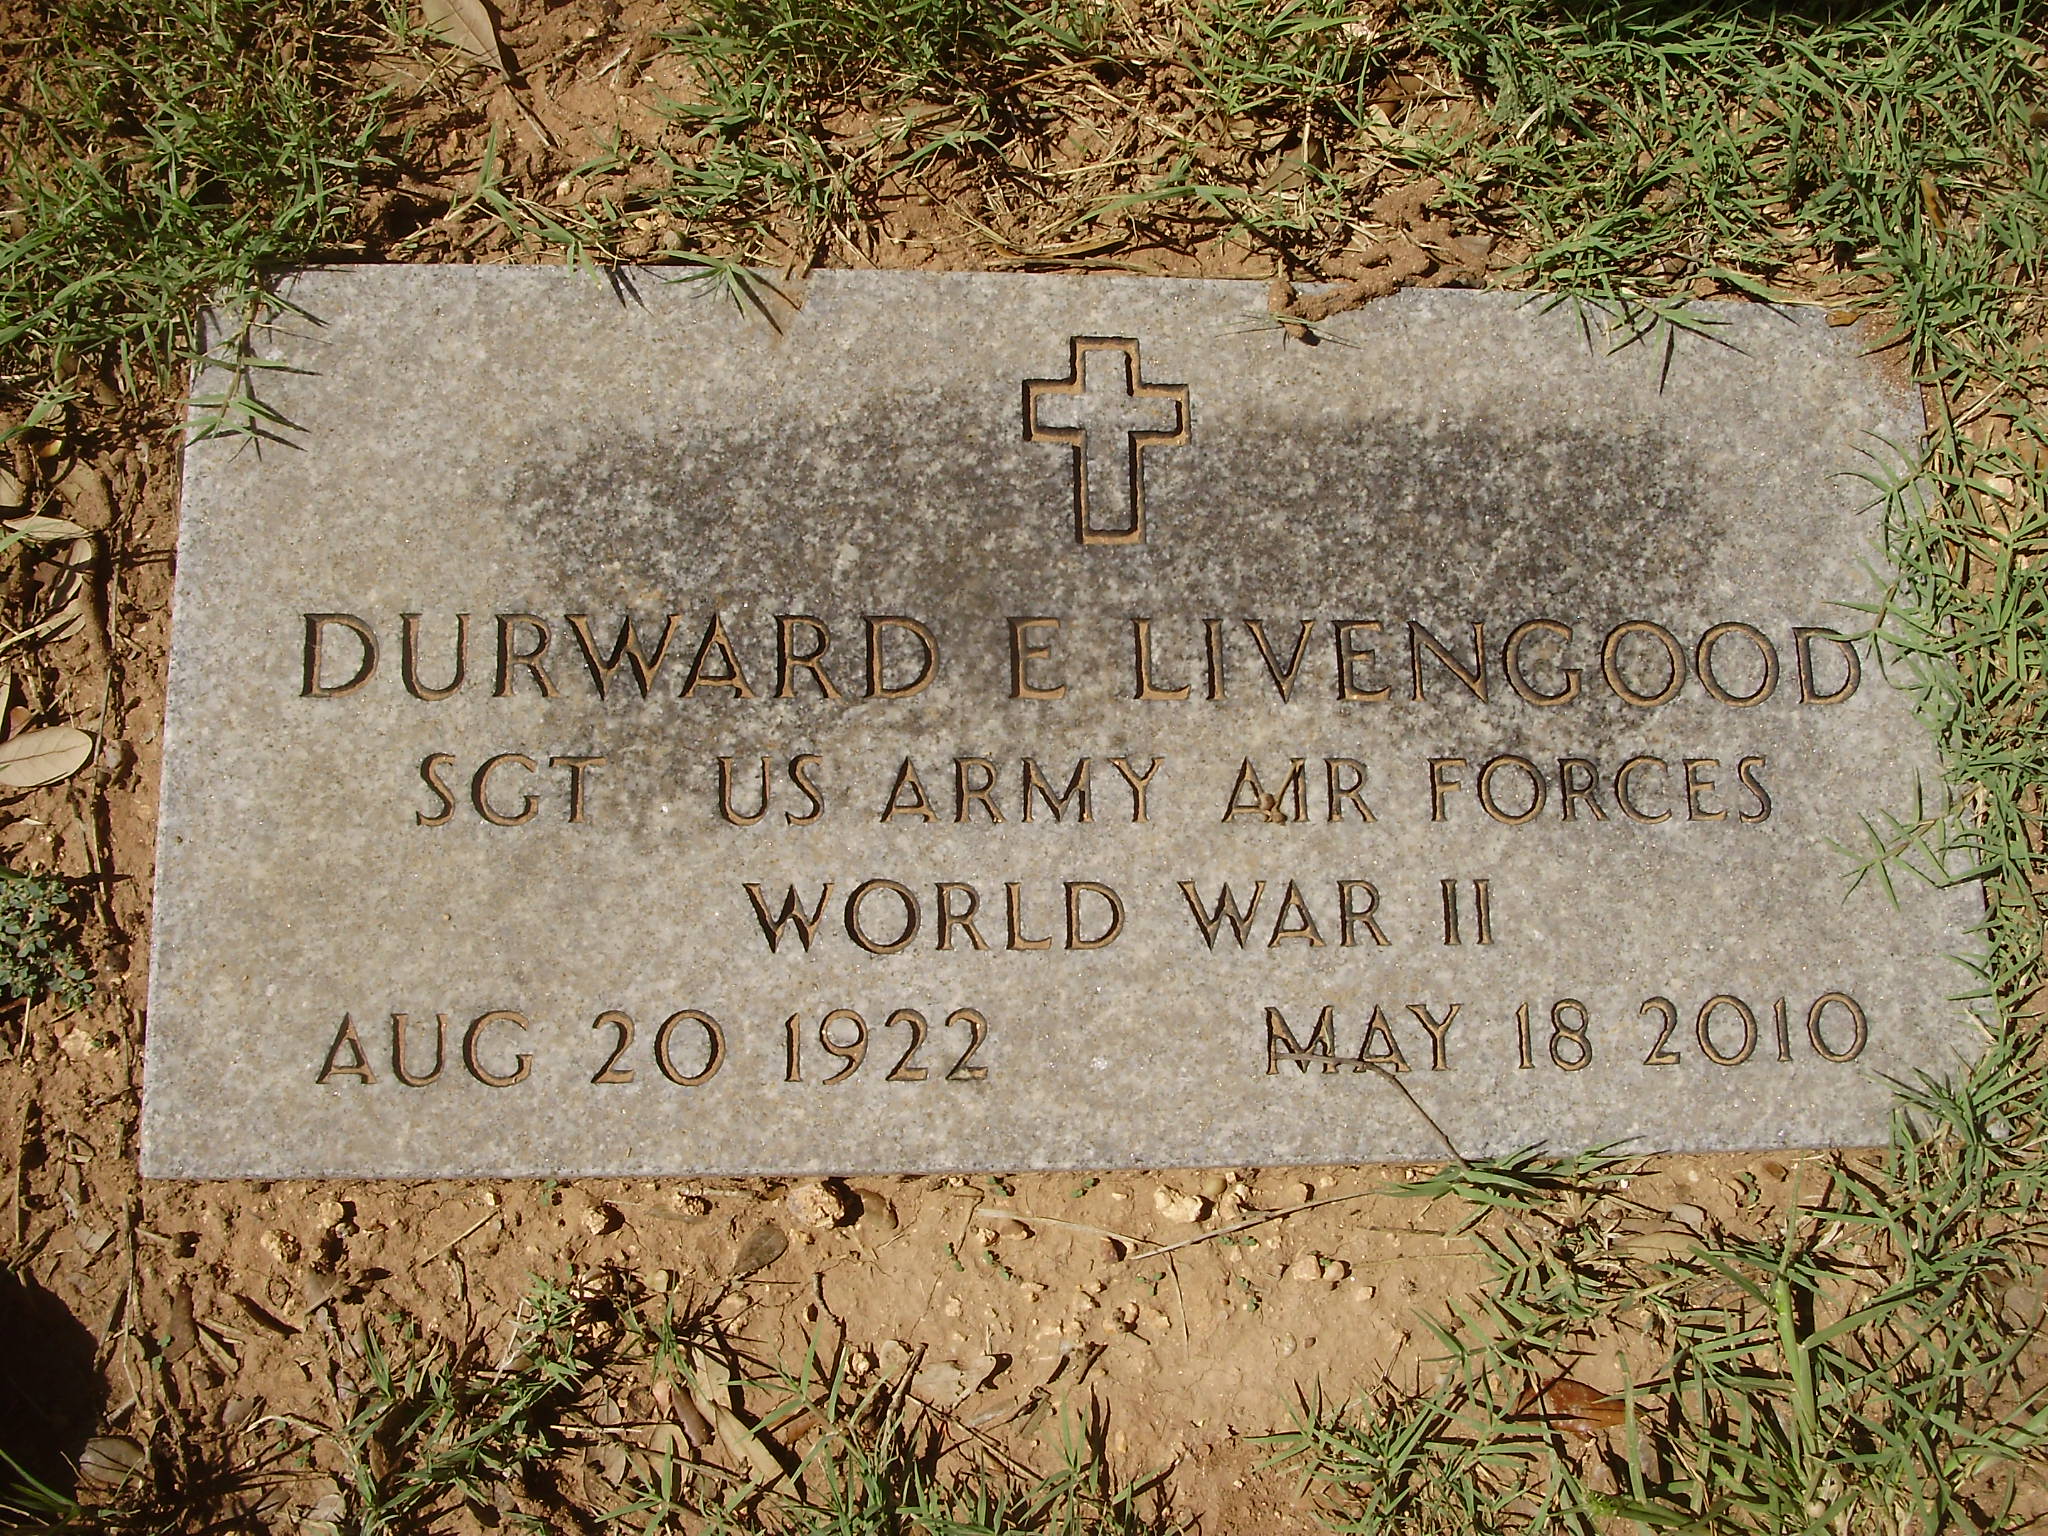 DURWARD E LIVENGOOD
SGT US ARMY AIR FORCES
WORLD WAR II
AUG 20 1922 MAY 18 2010